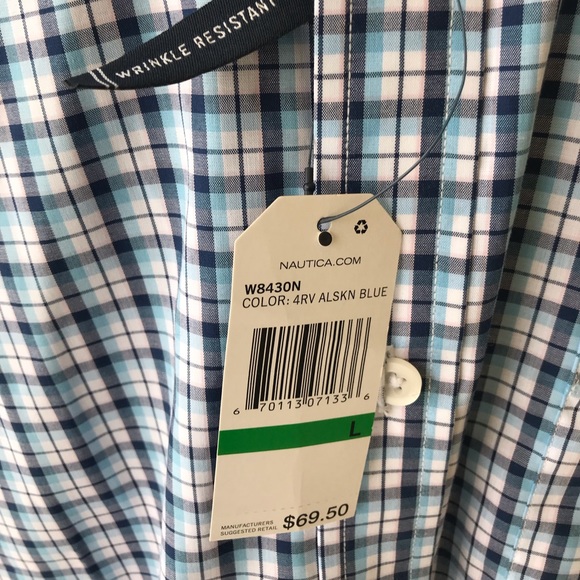 WRINKLE RESISTANT
NAUTICA.COM
W8430N
COLOR: 4RV ALSKN BLUE
6 70113 07133 6
L
MANUFACTURERS
SUGGESTED RETAIL $69.50